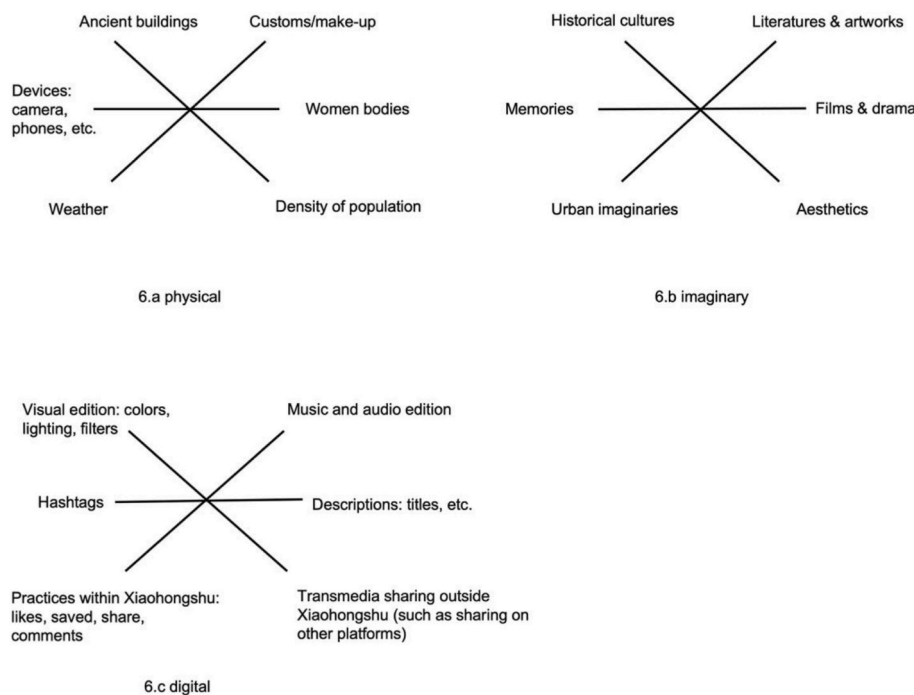 Ancient buildings
Customs/make-up
Devices:
camera,
phones, etc.
Women bodies
Weather
Density of population
6.a physical
Historical cultures
Literatures & artworks
Memories
Films & drama
Urban imaginaries
Aesthetics
6.b imaginary
Visual edition: colors,
lighting, filters
Music and audio edition
Hashtags
Descriptions: titles, etc.
Practices within Xiaohongshu:
likes, saved, share,
comments
Transmedia sharing outside
Xiaohongshu (such as sharing on
other platforms)
6.c digital